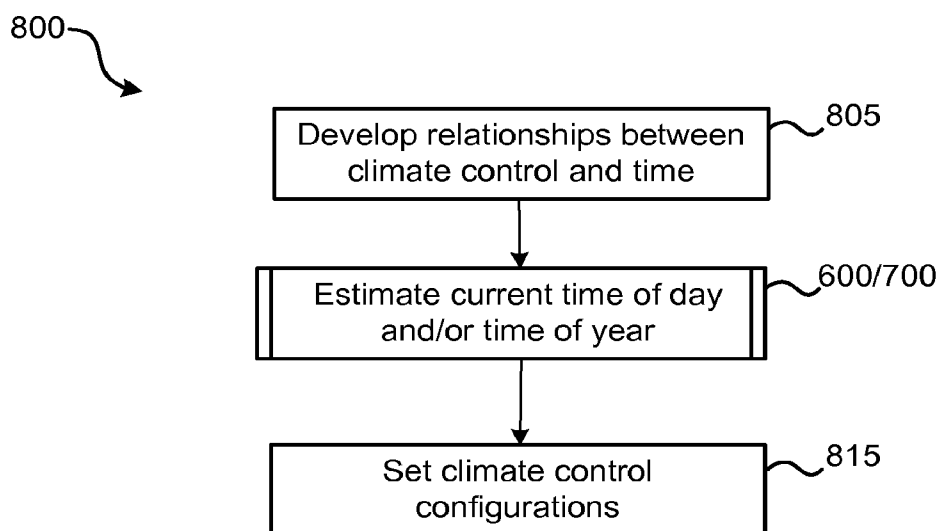 800
Develop relationships between
climate control and time
805
Estimate current time of day
and/or time of year
600/700
Set climate control
configurations
815